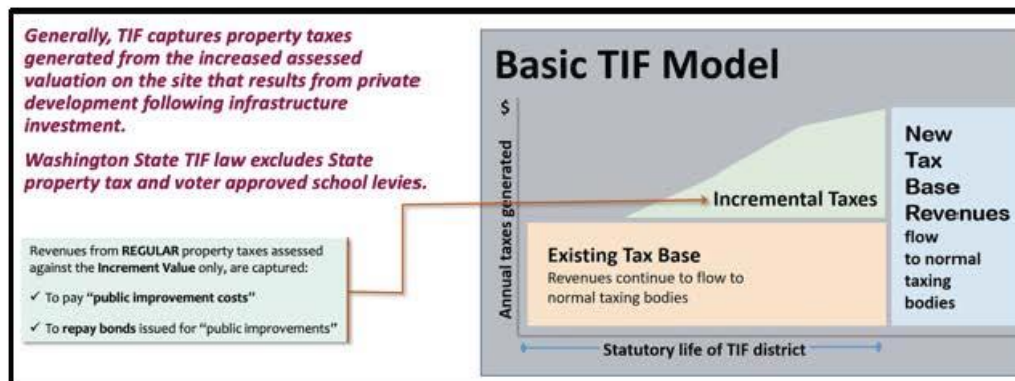 Generally, TIF captures property taxes
generated from the increased assessed
valuation on the site that results from private
development following infrastructure
investment.
Washington State TIF law excludes State
property tax and voter approved school levies.
Revenues from REGULAR property taxes assessed
against the Increment Value only, are captured:
✓ To pay "public improvement costs"
✓ To repay bonds issued for "public improvements"
Basic TIF Model
$
Annual taxes generated
Incremental Taxes
Existing Tax Base
Revenues continue to flow to
normal taxing bodies
Statutory life of TIF district
New
Tax
Base
Revenues
flow
to normal
taxing
bodies